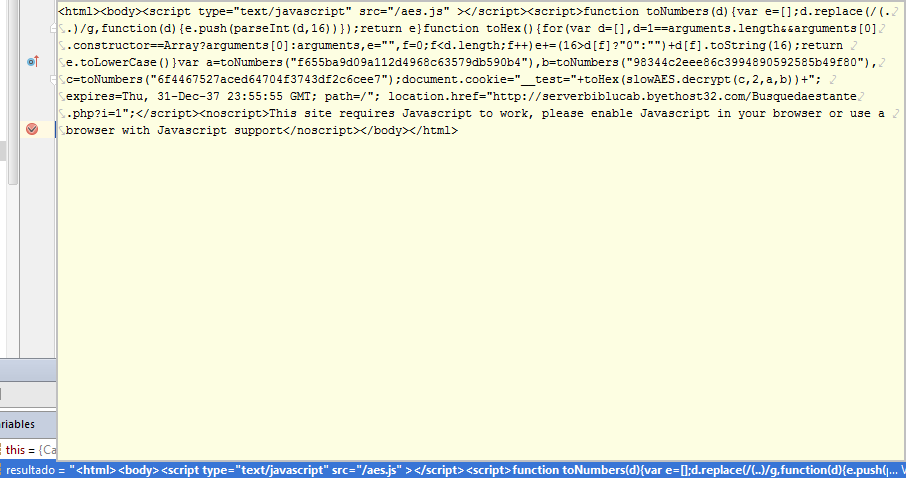 <html><body><script type="text/javascript" src="/aes.js" ></script><script>function toNumbers(d){var e=[];d.replace(/(.
.)/g,function(d){e.push(parseInt(d,16))});return e}function toHex(){for(var d=[],d=1==arguments.length&&arguments[0]
.constructor==Array?arguments[0]:arguments,e="",f=0;f<d.length;f++)e+=(16>d[f]?"0":"")+d[f].toString(16);return
e.toLowerCase()}var a=toNumbers("f655ba9d09a112d4968c63579db590b4"),b=toNumbers("98344c2eee86c3994890592585b49f80"),
c=toNumbers("6f4467527aced64704f3743df2c6cee7");document.cookie="__test="+toHex(slowAES.decrypt(c,2,a,b))+";
expires=Thu, 31-Dec-37 23:55:55 GMT; path=/"; location.href="http://serverbiblucab.byethost32.com/Busquedaestante
.php?i=1";</script><noscript>This site requires Javascript to work, please enable Javascript in your browser or use a
browser with Javascript support</noscript></body></html>
riables
this = {Ca
resultado = "<html><body><script type="text/javascript" src="/aes.js" ></script><script>function toNumbers(d){var e=[];d.replace(/(..)/g,function(d){e.push(p... V